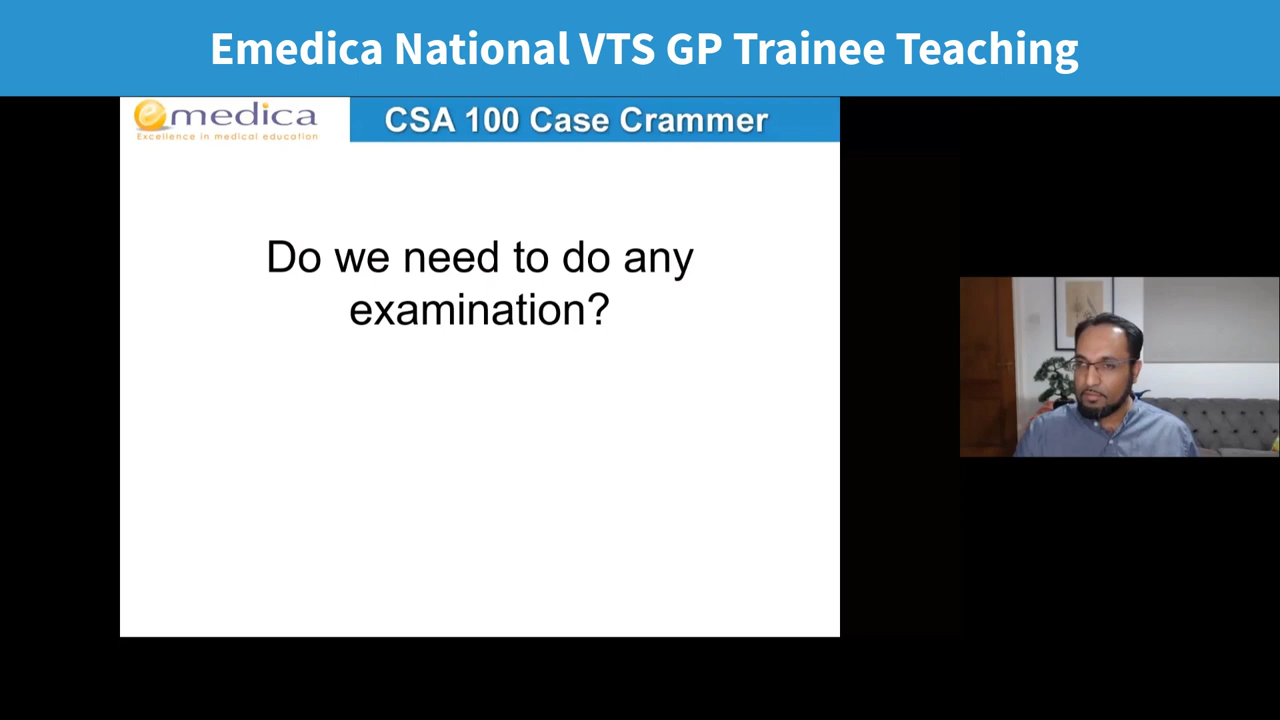 Emedica National VTS GP Trainee Teaching
emedica
Excellence in medical education
CSA 100 Case Crammer
Do we need to do any
examination?